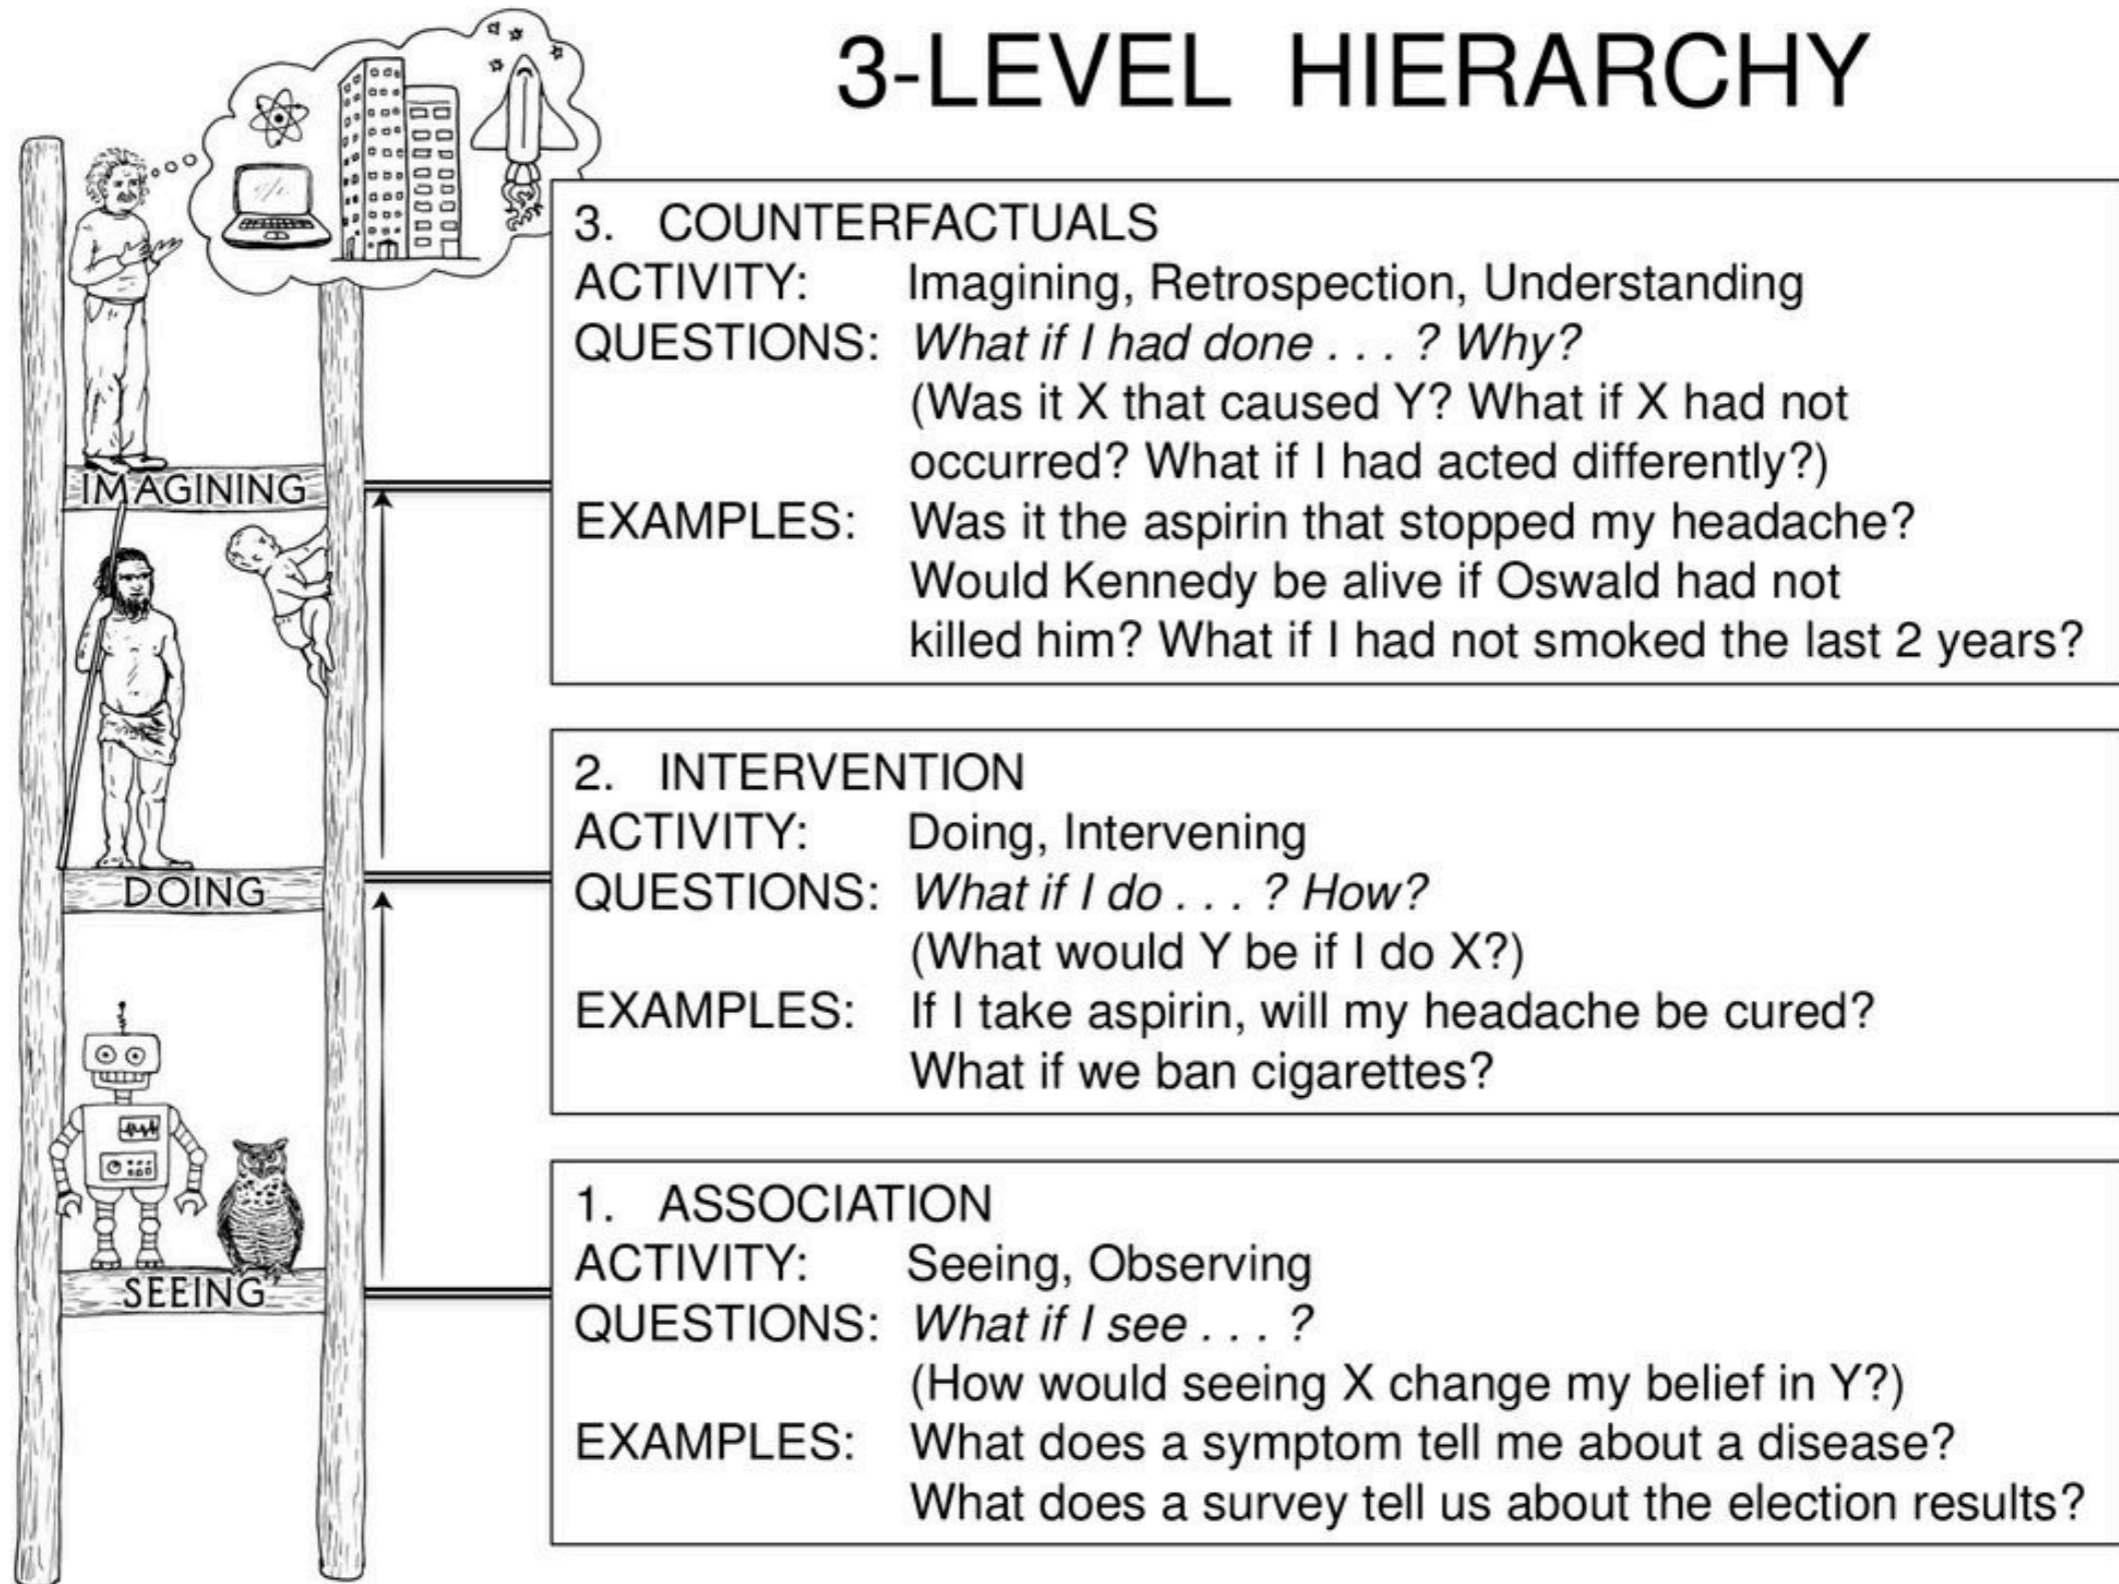 3-LEVEL HIERARCHY
3. COUNTERFACTUALS
ACTIVITY: Imagining, Retrospection, Understanding
QUESTIONS: What if I had done . . . ? Why?
(Was it X that caused Y? What if X had not
occurred? What if I had acted differently?)
EXAMPLES: Was it the aspirin that stopped my headache?
Would Kennedy be alive if Oswald had not
killed him? What if I had not smoked the last 2 years?
IMAGINING
2. INTERVENTION
ACTIVITY: Doing, Intervening
QUESTIONS: What if I do . . . ? How?
(What would Y be if I do X?)
EXAMPLES: If I take aspirin, will my headache be cured?
What if we ban cigarettes?
DOING
1. ASSOCIATION
ACTIVITY: Seeing, Observing
QUESTIONS: What if I see . . . ?
(How would seeing X change my belief in Y?)
EXAMPLES: What does a symptom tell me about a disease?
What does a survey tell us about the election results?
SEEING